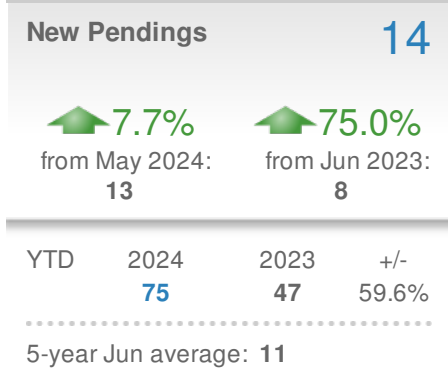 New Pendings 14
7.7% 75.0%
from May 2024: from Jun 2023:
13 8
YTD 2024 2023 +/-
75 47 59.6%
5-year Jun average: 11